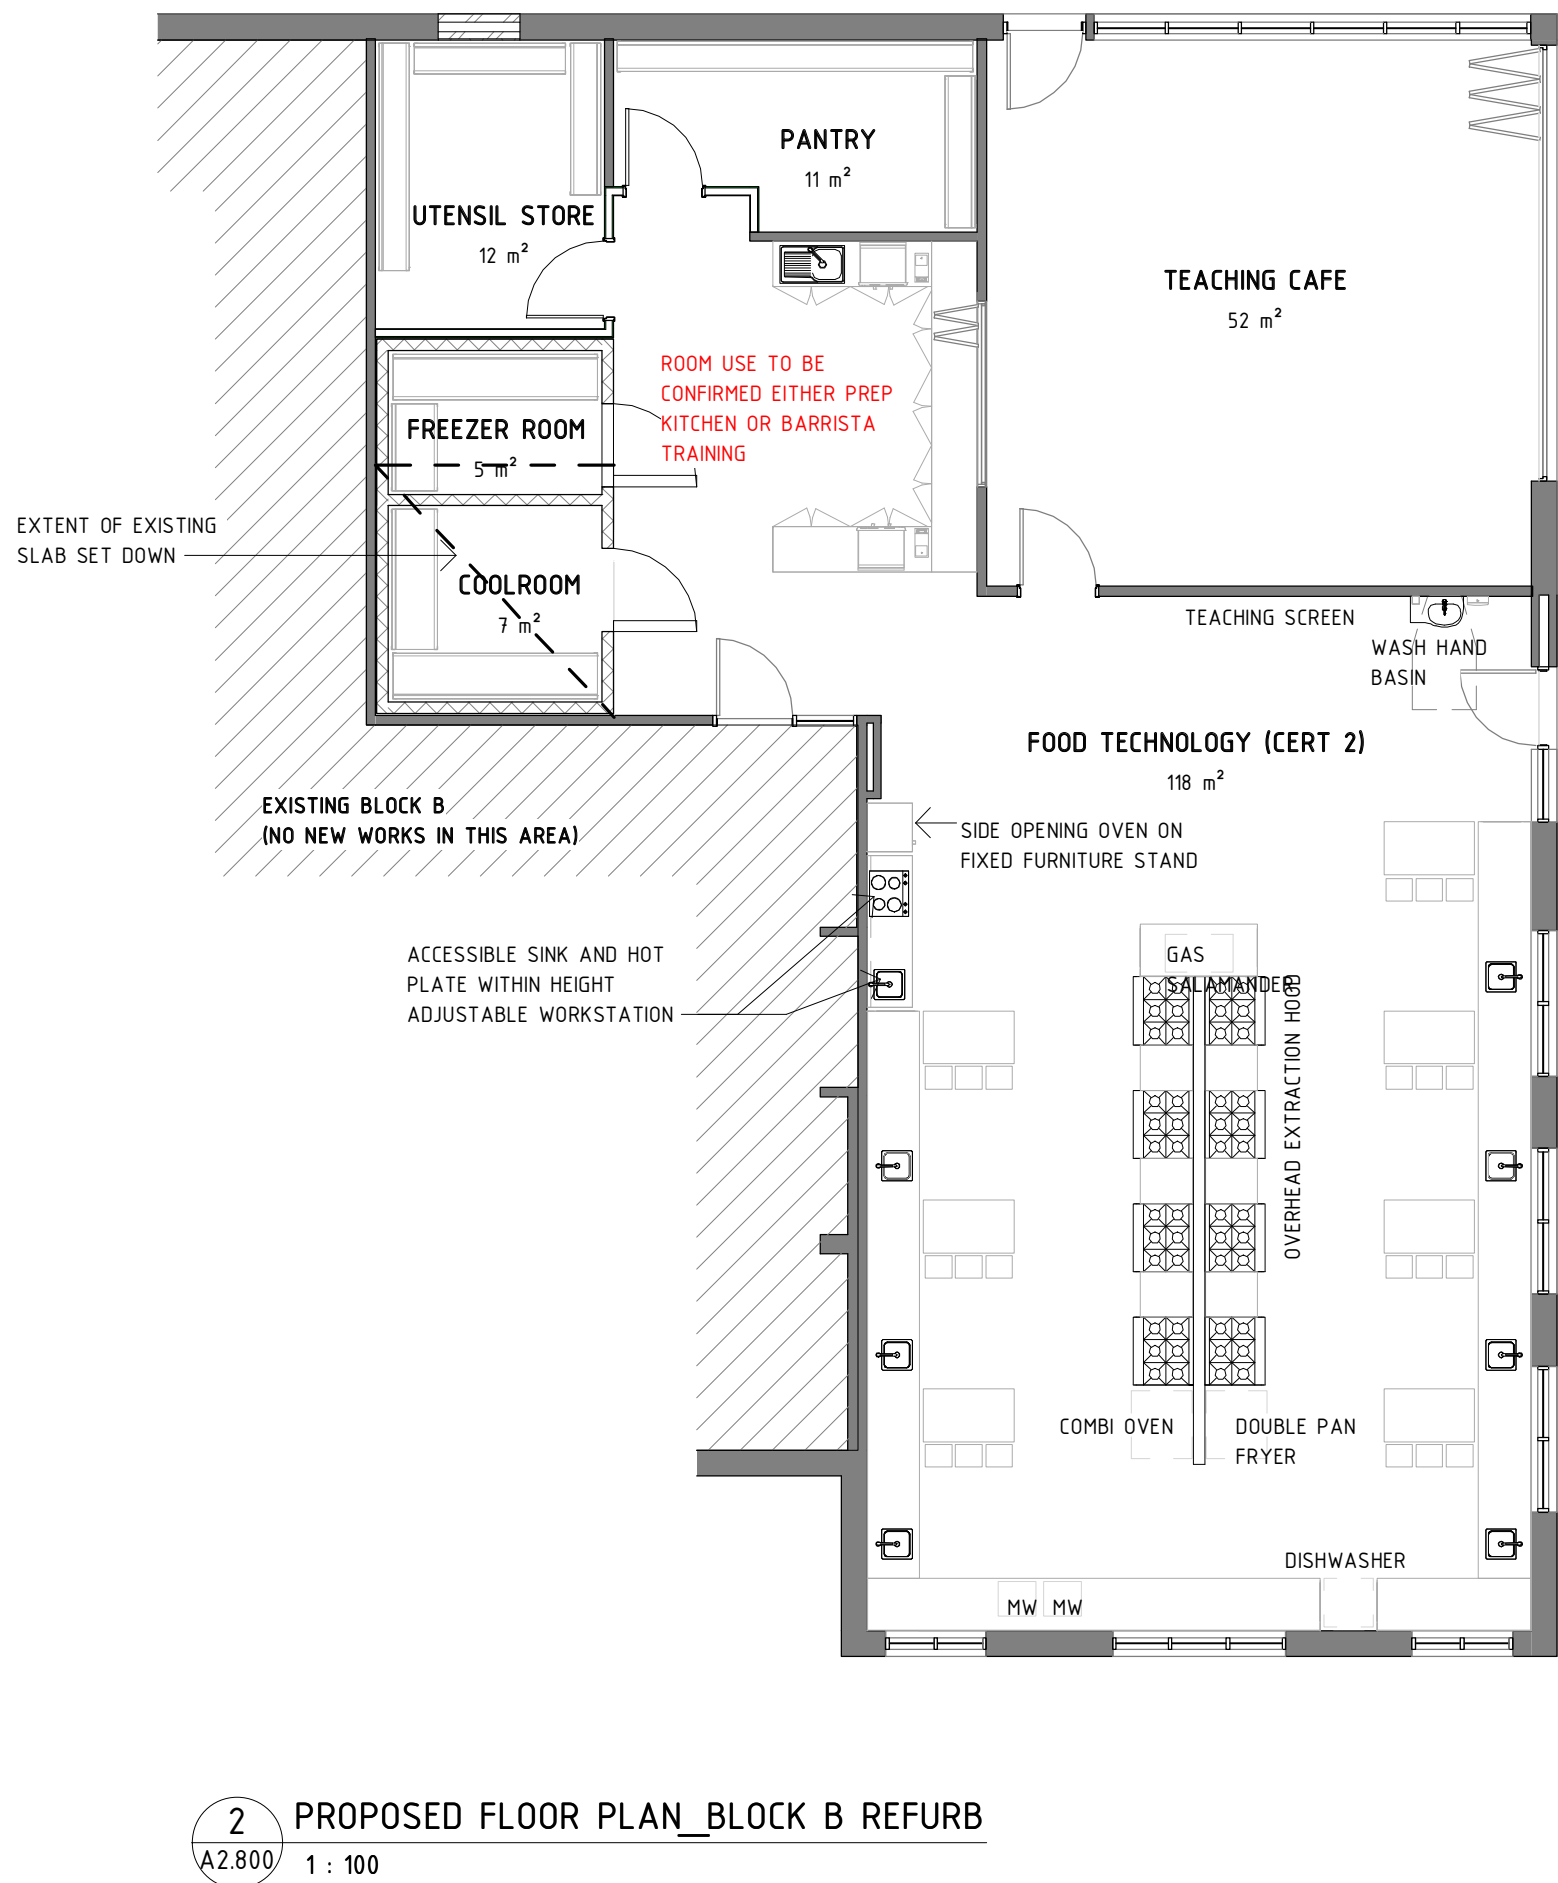 PANTRY
11 m²
UTENSIL STORE
12 m²
TEACHING CAFE
52 m²
ROOM USE TO BE
CONFIRMED EITHER PREP
KITCHEN OR BARRISTA
TRAINING
FREEZER ROOM
5 m²
EXTENT OF EXISTING
SLAB SET DOWN
COOLROOM
7 m²
TEACHING SCREEN
WASH HAND
BASIN
FOOD TECHNOLOGY (CERT 2)
118 m²
EXISTING BLOCK B
(NO NEW WORKS IN THIS AREA)
SIDE OPENING OVEN ON
FIXED FURNITURE STAND
ACCESSIBLE SINK AND HOT
PLATE WITHIN HEIGHT
ADJUSTABLE WORKSTATION
GAS
SALAMANDER
OVERHEAD EXTRACTION HOOD
COMBI OVEN
DOUBLE PAN
FRYER
DISHWASHER
MW MW
2
A2.800
PROPOSED FLOOR PLAN_BLOCK B REFURB
1 : 100